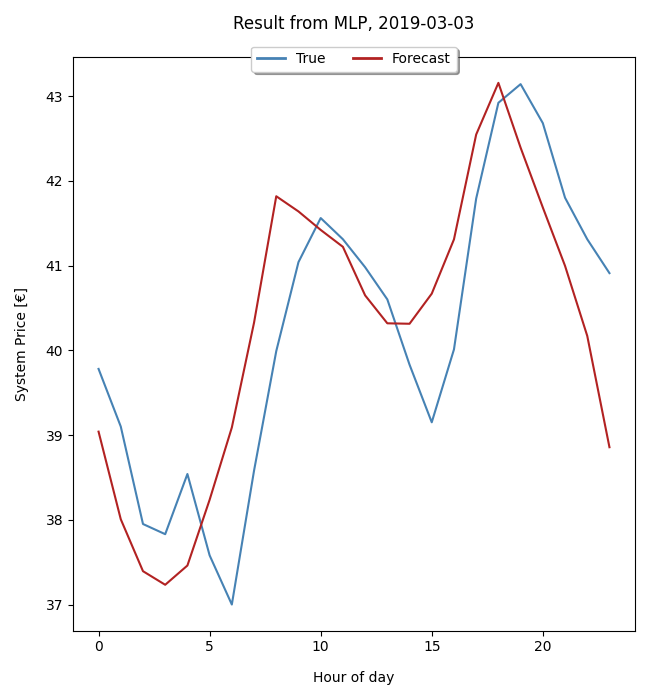 Result from MLP, 2019-03-03
True Forecast
43
42
41
40
39
38
37
System Price [€]
0 5 10 15 20
Hour of day